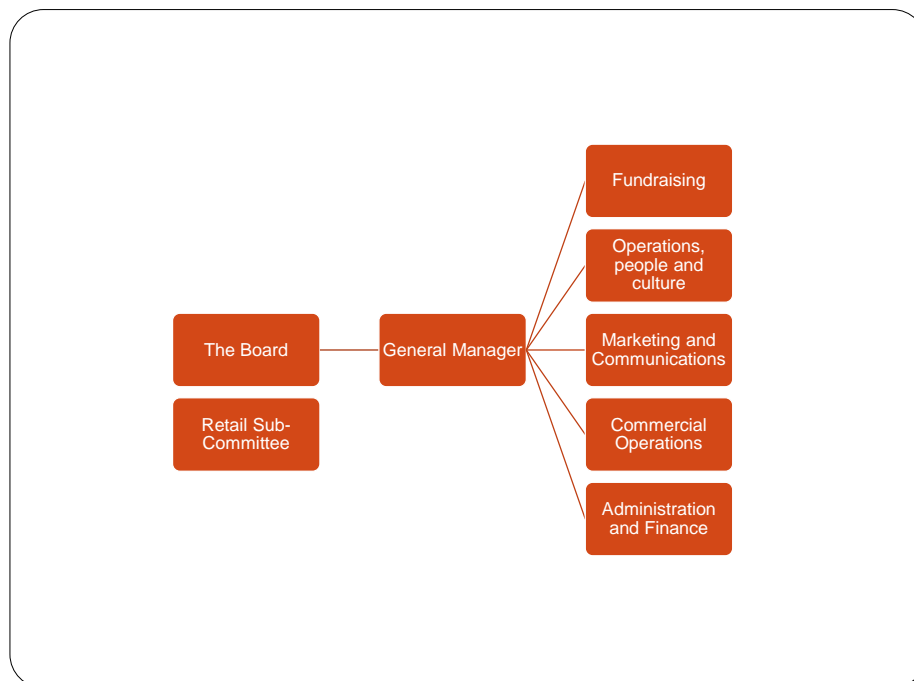 Fundraising
Operations,
people and
culture
The Board
General Manager
Marketing and
Communications
Retail Sub-
Committee
Commercial
Operations
Administration
and Finance